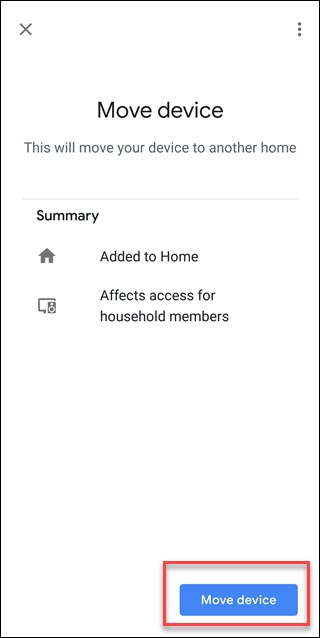 Move device
This will move your device to another home
Summary
Added to Home
Affects access for
household members
Move device